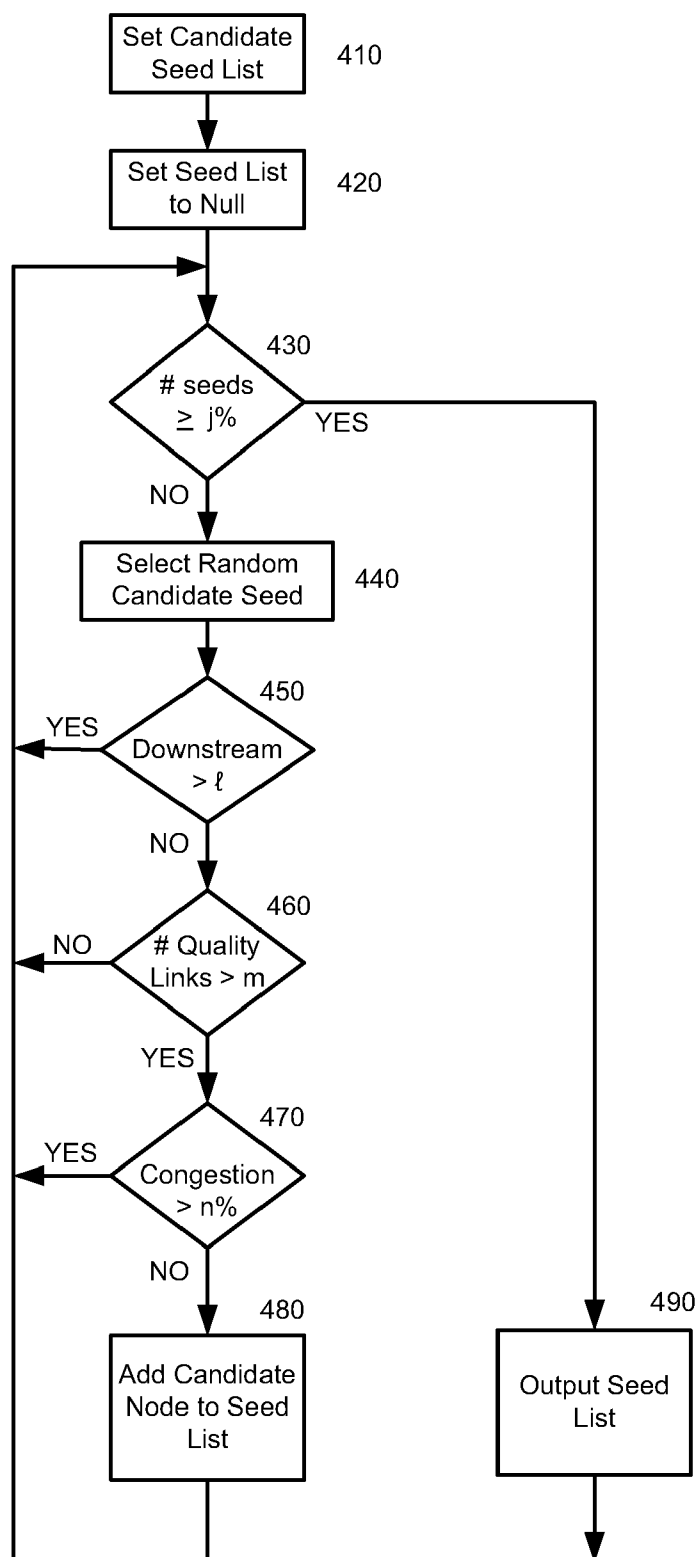 Set Candidate
Seed List
410
Set Seed List
to Null
420
430
# seeds
≥ j%
YES
NO
Select Random
Candidate Seed
440
450
YES
Downstream
> ℓ
NO
460
NO
# Quality
Links > m
YES
470
YES
Congestion
> n%
NO
480
490
Add Candidate
Node to Seed
List
Output Seed
List